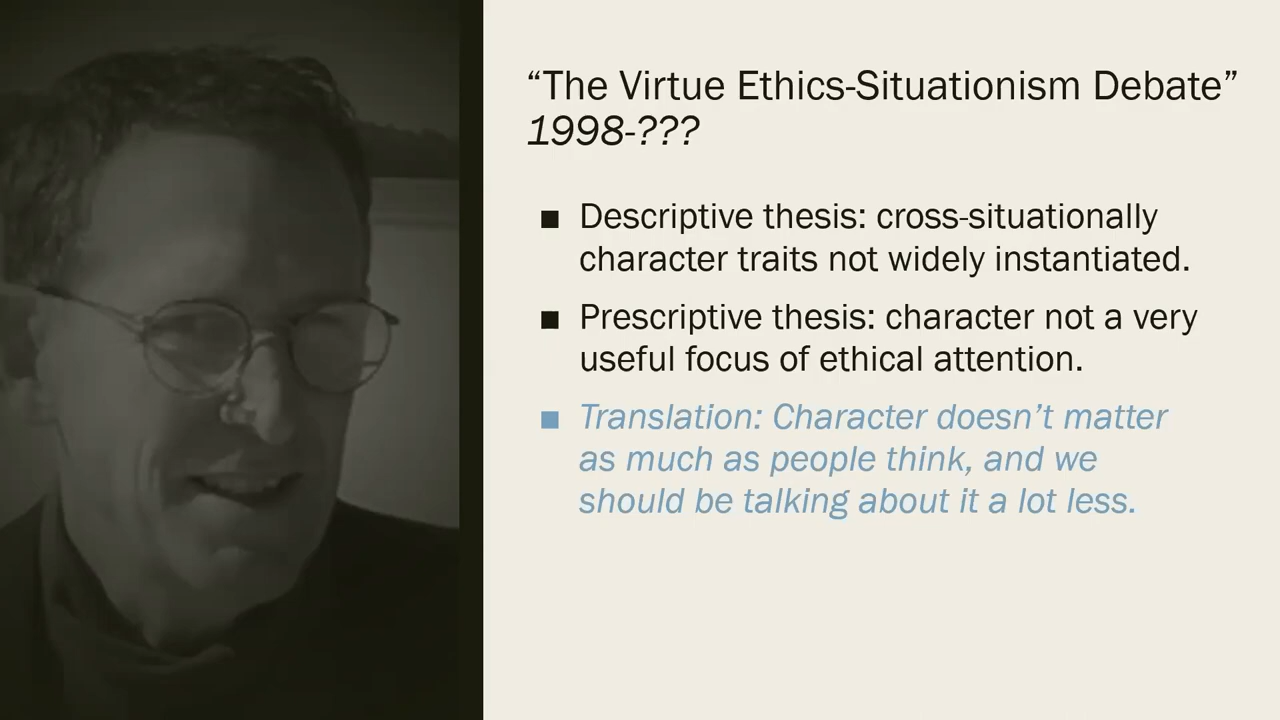 “The Virtue Ethics-Situationism Debate”
1998-???
■ Descriptive thesis: cross-situationally
character traits not widely instantiated.
■ Prescriptive thesis: character not a very
useful focus of ethical attention.
■ Translation: Character doesn’t matter
as much as people think, and we
should be talking about it a lot less.